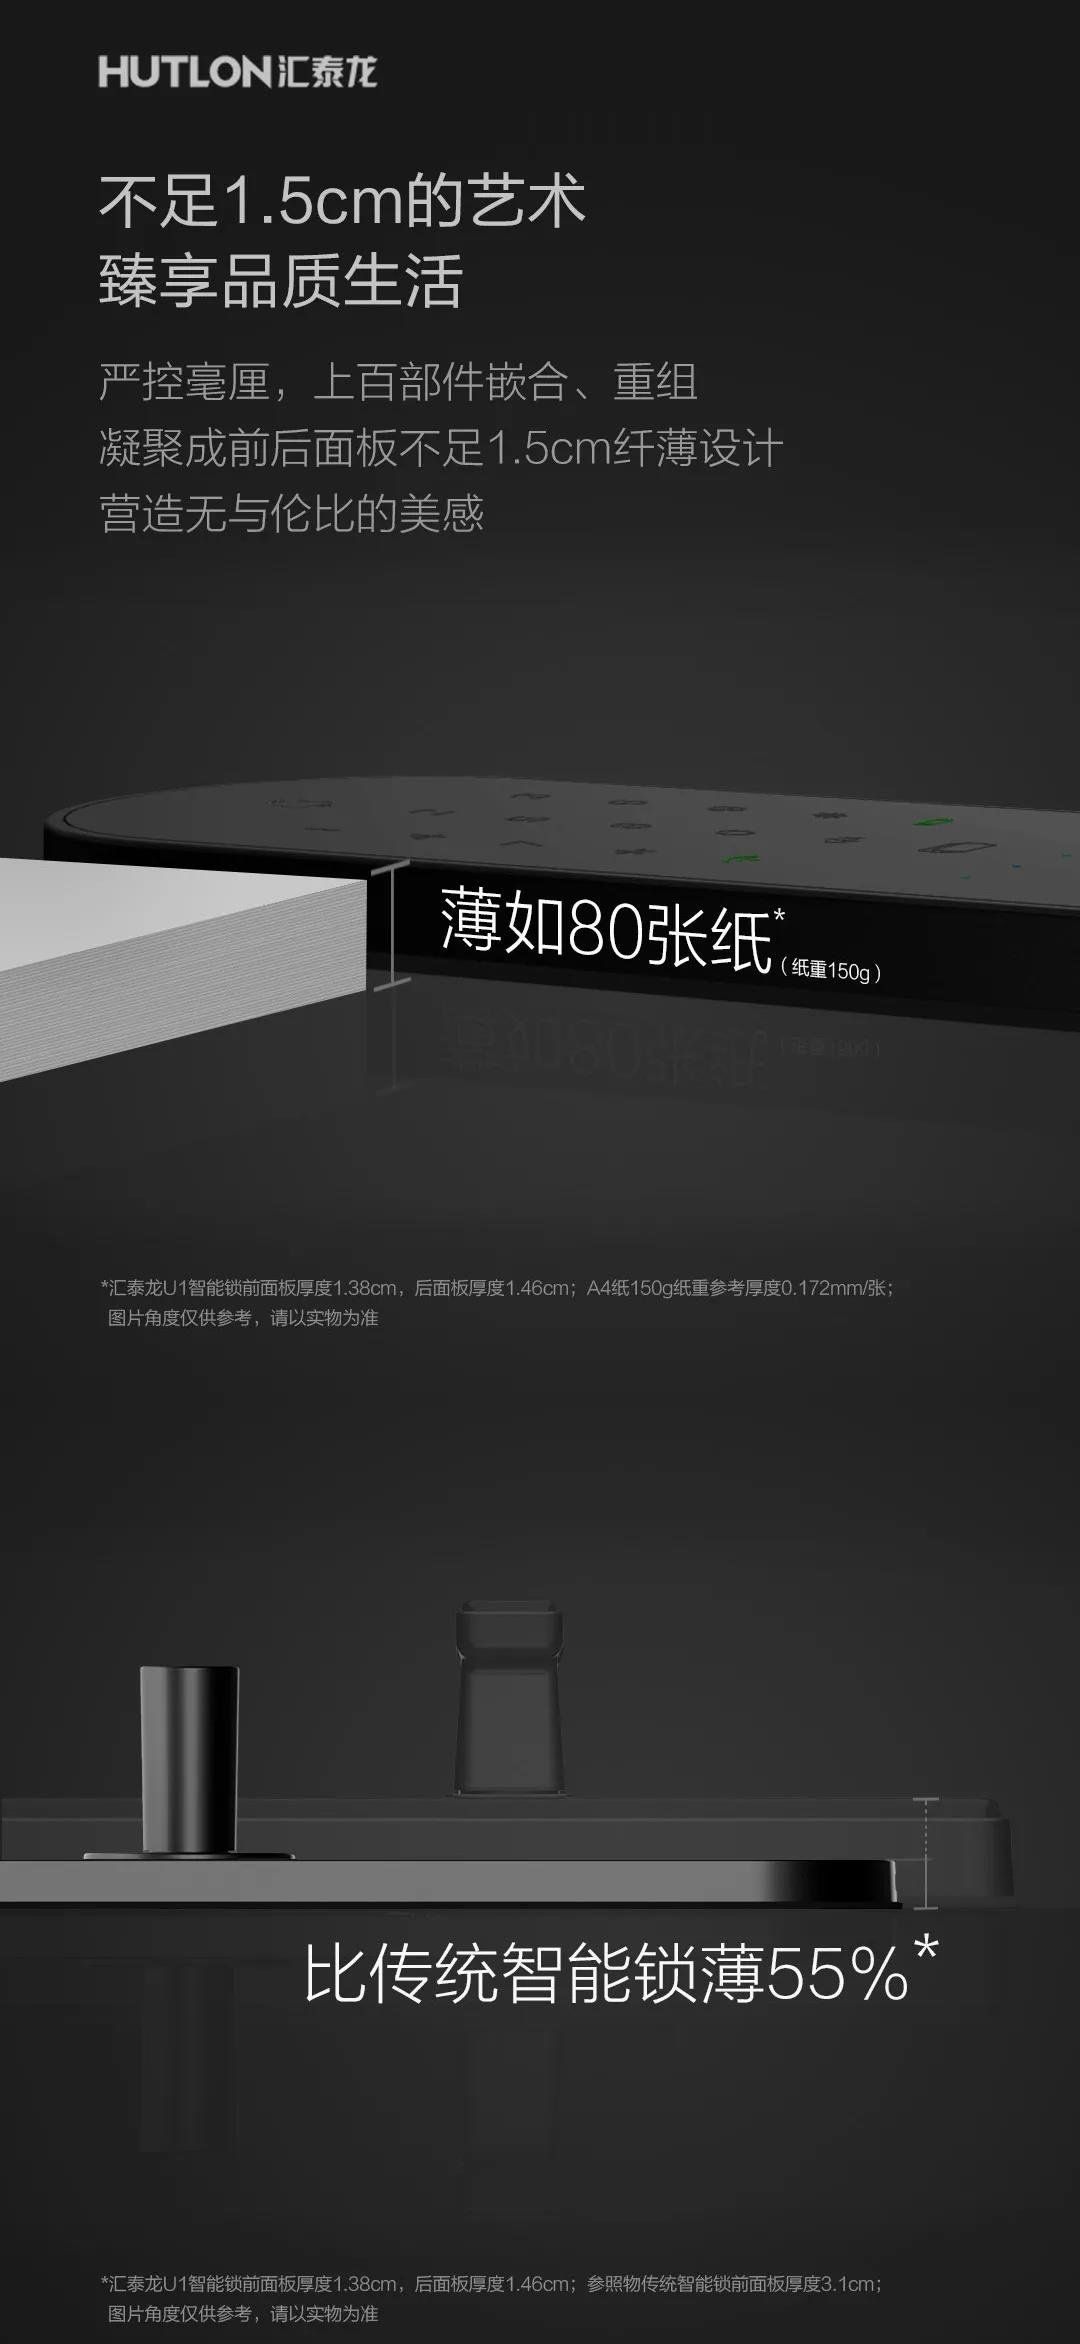 HUTLON汇泰龙
不足1.5cm的艺术
臻享品质生活
严控毫厘，上百部件嵌合、重组
凝聚成前后面板不足1.5cm纤薄设计
营造无与伦比的美感
薄如80张纸*（纸重150g）
*汇泰龙U1智能锁前面板厚度1.38cm，后面板厚度1.46cm；A4纸150g纸重参考厚度0.172mm/张；
图片角度仅供参考，请以实物为准
比传统智能锁薄55%*
*汇泰龙U1智能锁前面板厚度1.38cm，后面板厚度1.46cm；参照物传统智能锁前面板厚度3.1cm；
图片角度仅供参考，请以实物为准